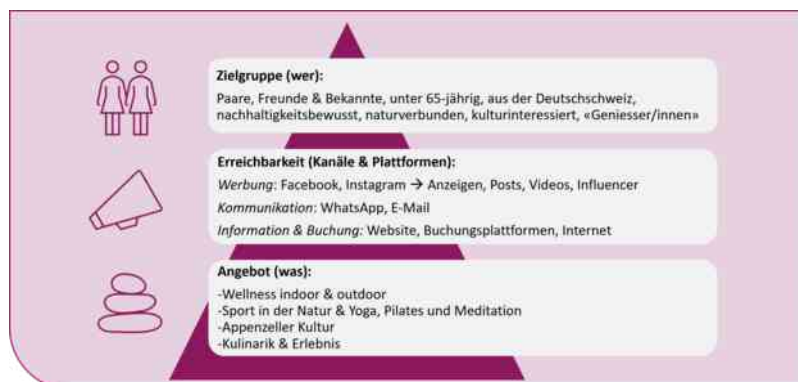 Zielgruppe (wer):
Paare, Freunde & Bekannte, unter 65-jährig, aus der Deutschschweiz,
nachhaltigkeitsbewusst, naturverbunden, kulturinteressiert, «Geniesser/innen»
Erreichbarkeit (Kanäle & Plattformen):
Werbung: Facebook, Instagram → Anzeigen, Posts, Videos, Influencer
Kommunikation: WhatsApp, E-Mail
Information & Buchung: Website, Buchungsplattformen, Internet
Angebot (was):
-Wellness indoor & outdoor
-Sport in der Natur & Yoga, Pilates und Meditation
-Appenzeller Kultur
-Kulinarik & Erlebnis